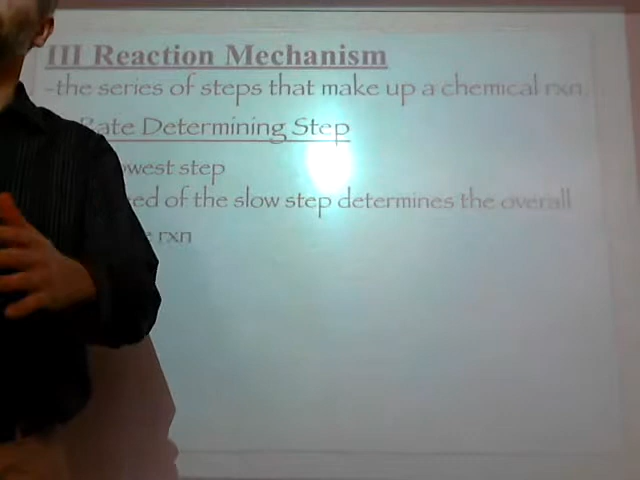 III Reaction Mechanism
-the series of steps that make up a chemical rxn
Rate Determining Step
west step
ed of the slow step determines the overall
rxn